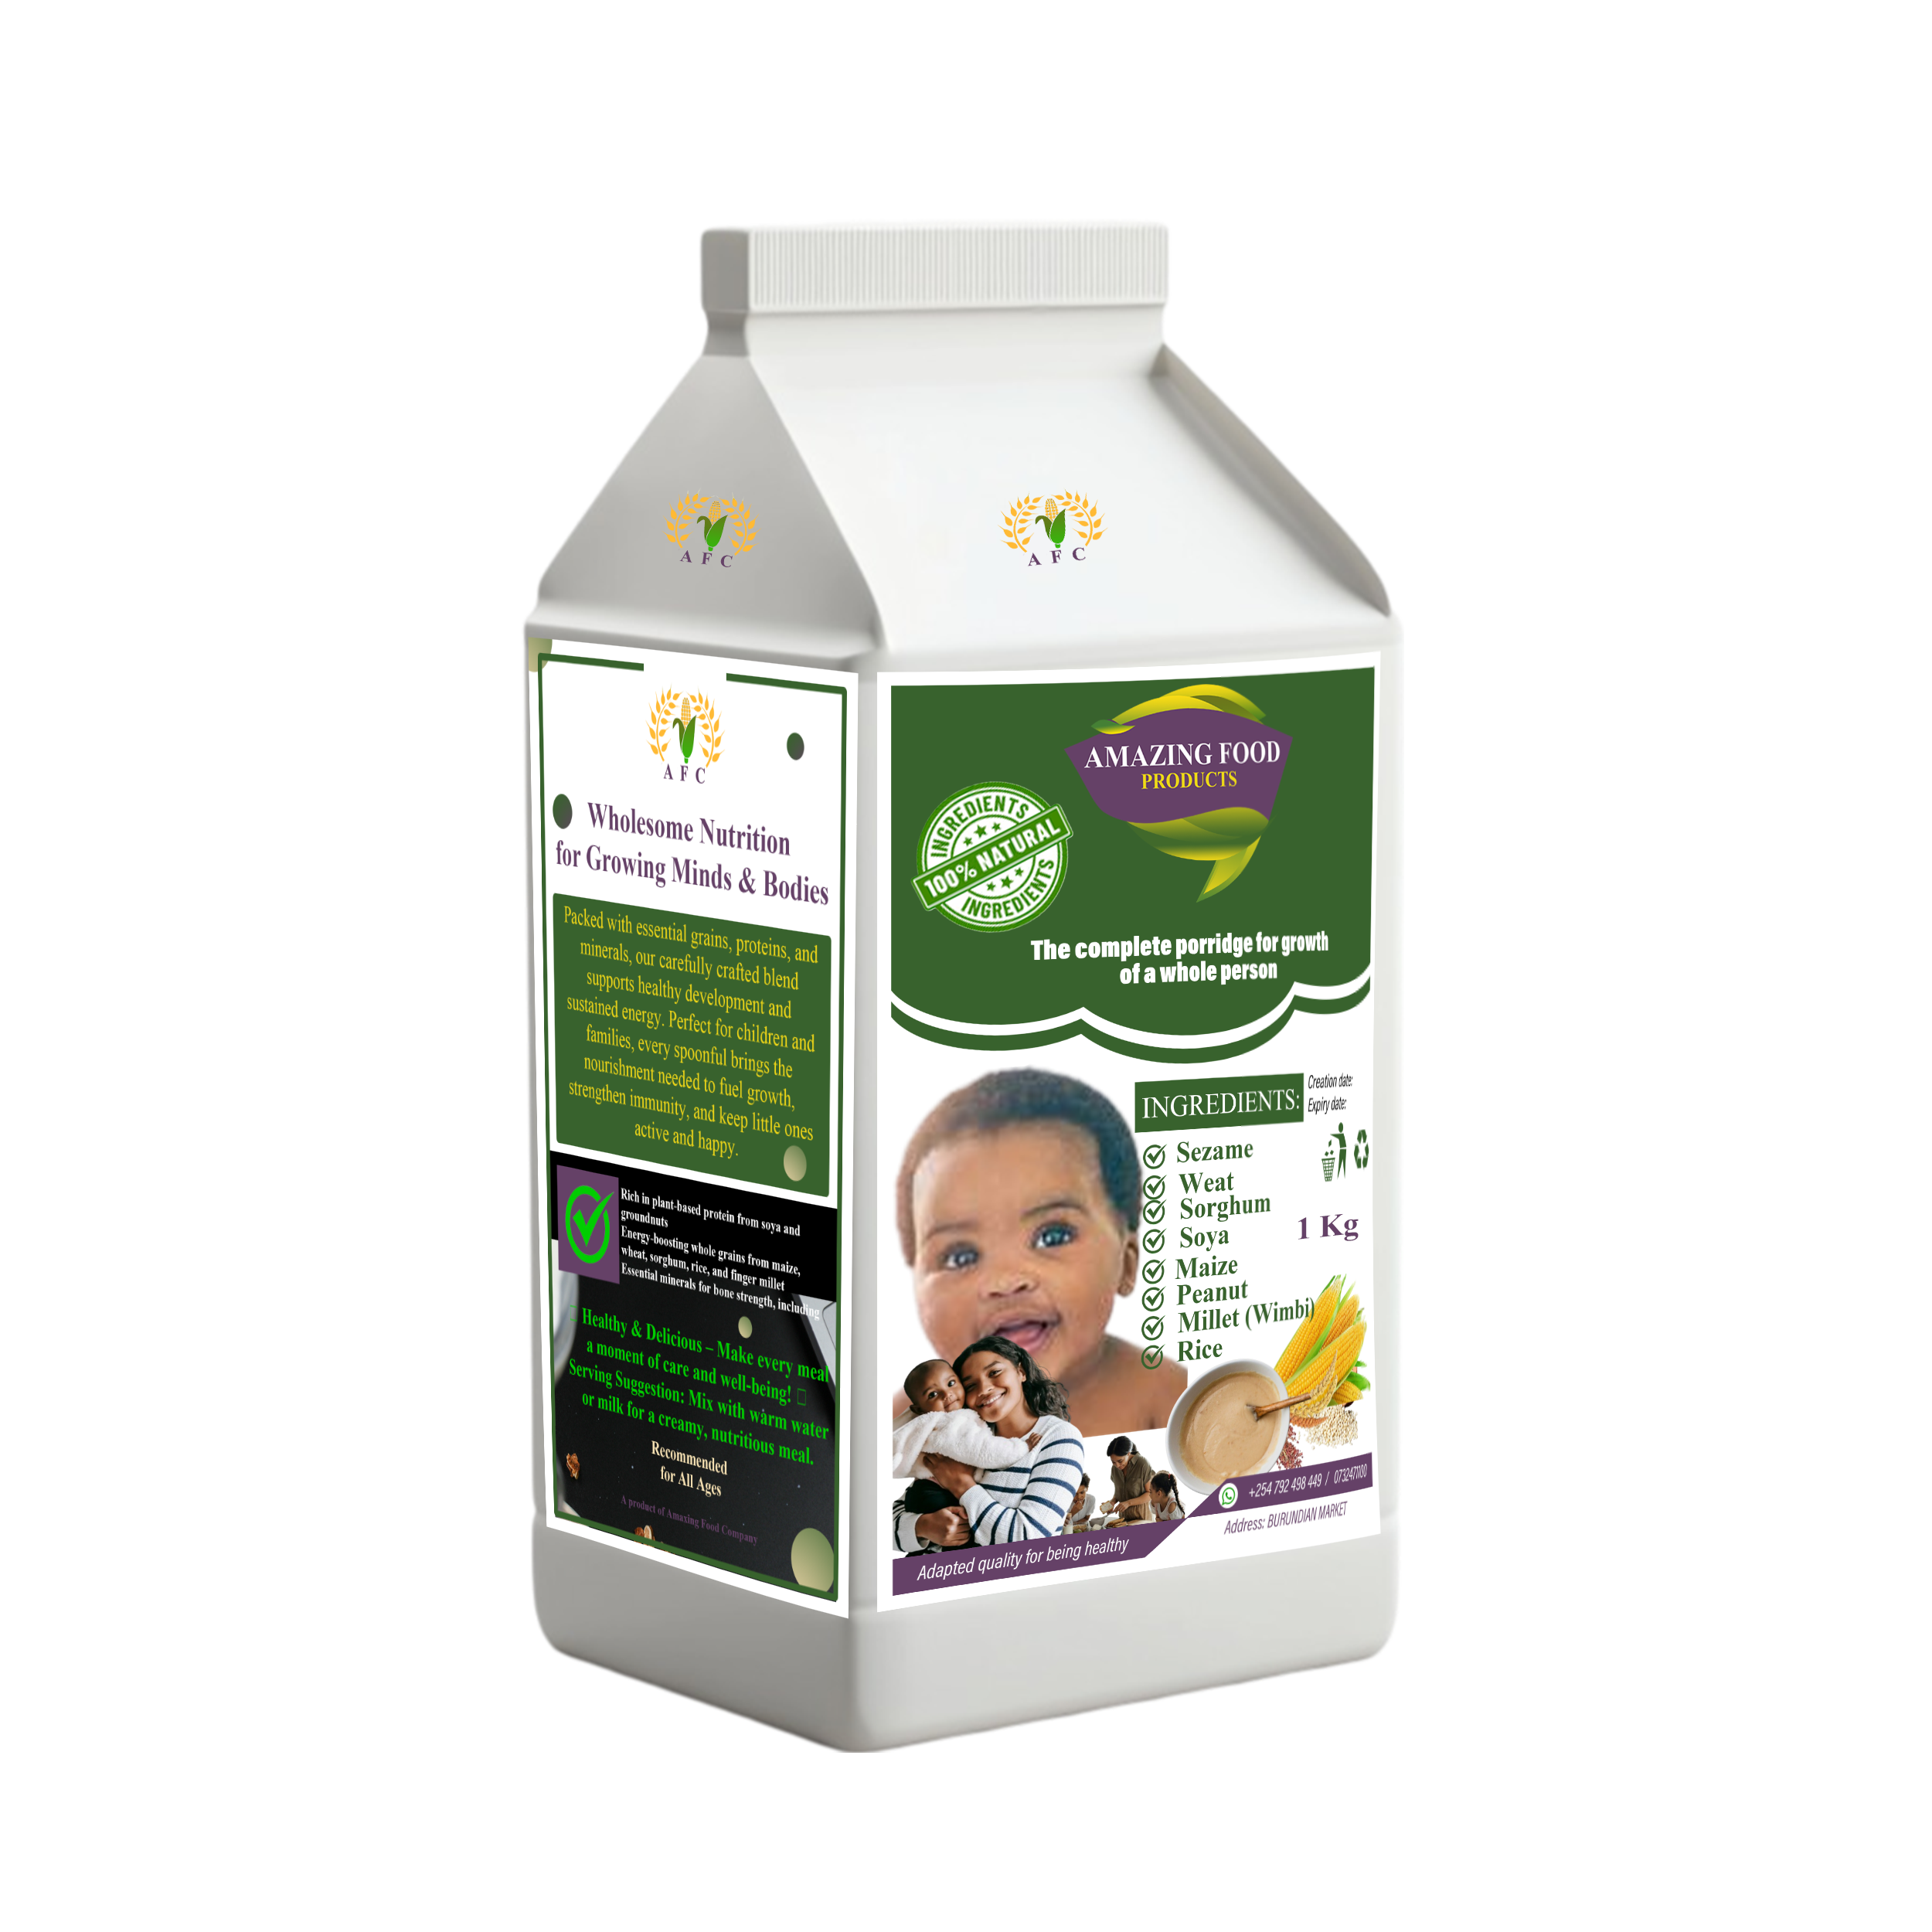 A F C
A F C
A F C
Wholesome Nutrition
for Growing Minds & Bodies
Packed with essential grains, proteins, and
minerals, our carefully crafted blend
supports healthy development and
sustained energy. Perfect for children and
families, every spoonful brings the
nourishment needed to fuel growth,
strengthen immunity, and keep little ones
active and happy.
Rich in plant-based protein from soya and
groundnuts
Energy-boosting whole grains from maize,
wheat, sorghum, rice, and finger millet
Essential minerals for bone strength, including
Healthy & Delicious – Make every meal
a moment of care and well-being!
Serving Suggestion: Mix with warm water
or milk for a creamy, nutritious meal.
Recommended
for All Ages
A product of Amazing Food Company
AMAZING FOOD
PRODUCTS
INGREDIENTS
100% NATURAL
INGREDIENTS
The complete porridge for growth
of a whole person
INGREDIENTS:
Creation date:
Expiry date:
Sezame
Weat
Sorghum
Soya
Maize
Peanut
Millet (Wimbi)
Rice
1 Kg
+254 792 498 449 /
Address: BURUNDIAN MARKET
Adapted quality for being healthy